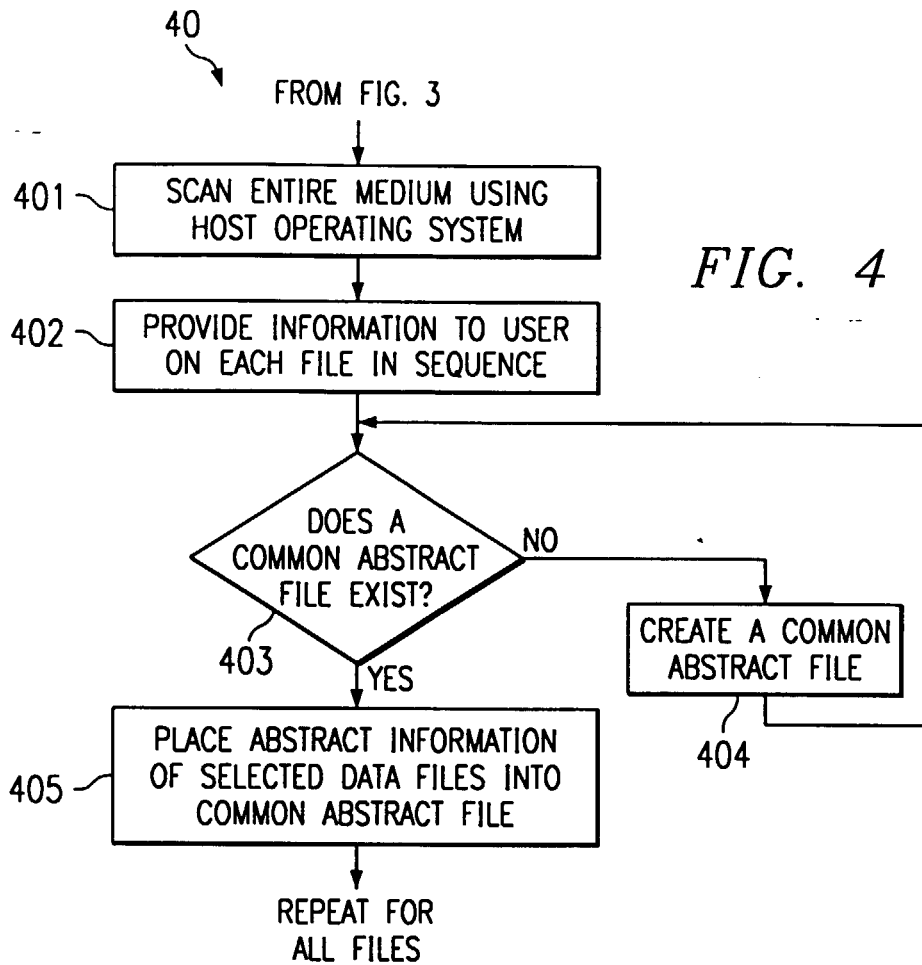 40
FROM FIG. 3
401
SCAN ENTIRE MEDIUM USING
HOST OPERATING SYSTEM
FIG. 4
402
PROVIDE INFORMATION TO USER
ON EACH FILE IN SEQUENCE
DOES A
COMMON ABSTRACT
FILE EXIST?
NO
403
YES
CREATE A COMMON
ABSTRACT FILE
404
405
PLACE ABSTRACT INFORMATION
OF SELECTED DATA FILES INTO
COMMON ABSTRACT FILE
REPEAT FOR
ALL FILES